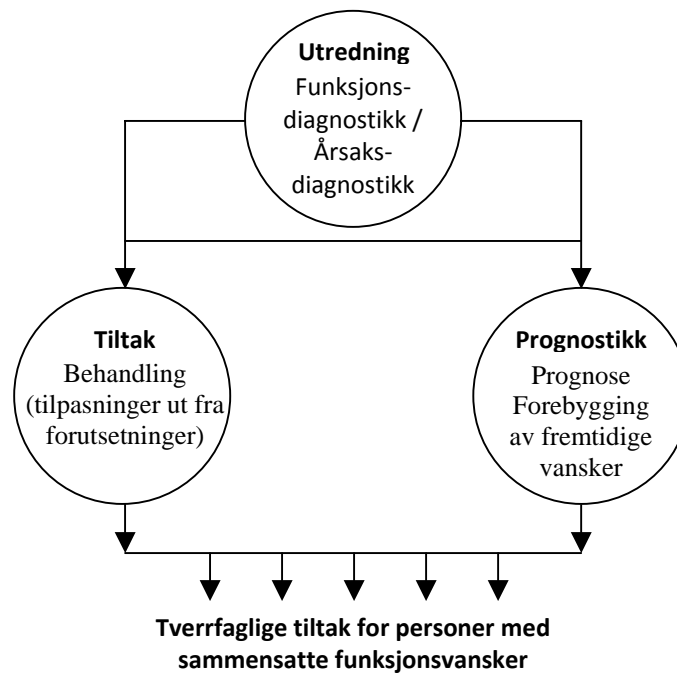 Utredning
Funksjons-
diagnostikk /
Årsaks-
diagnostikk
Tiltak
Behandling
(tilpasninger ut fra
forutsetninger)
Prognostikk
Prognose
Forebygging
av fremtidige
vansker
Tverrfaglige tiltak for personer med
sammensatte funksjonsvansker